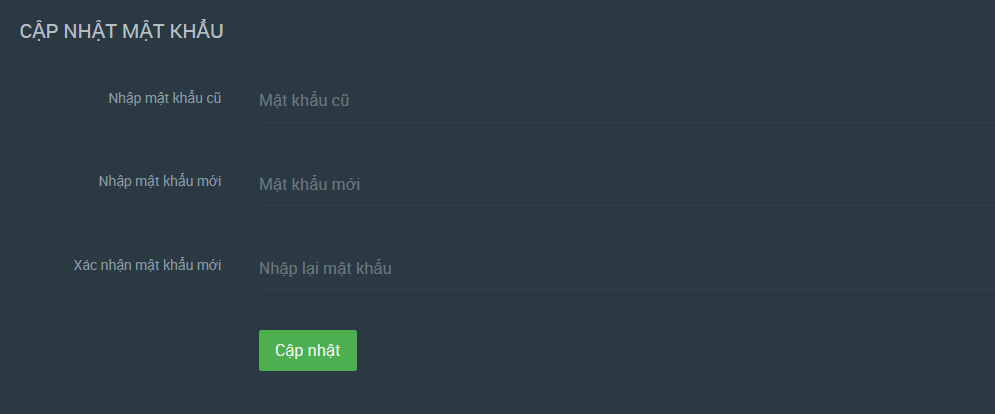 CẬP NHẬT MẬT KHẨU
Nhập mật khẩu cũ
Mật khẩu cũ
Nhập mật khẩu mới
Mật khẩu mới
Xác nhận mật khẩu mới
Nhập lại mật khẩu
Cập nhật